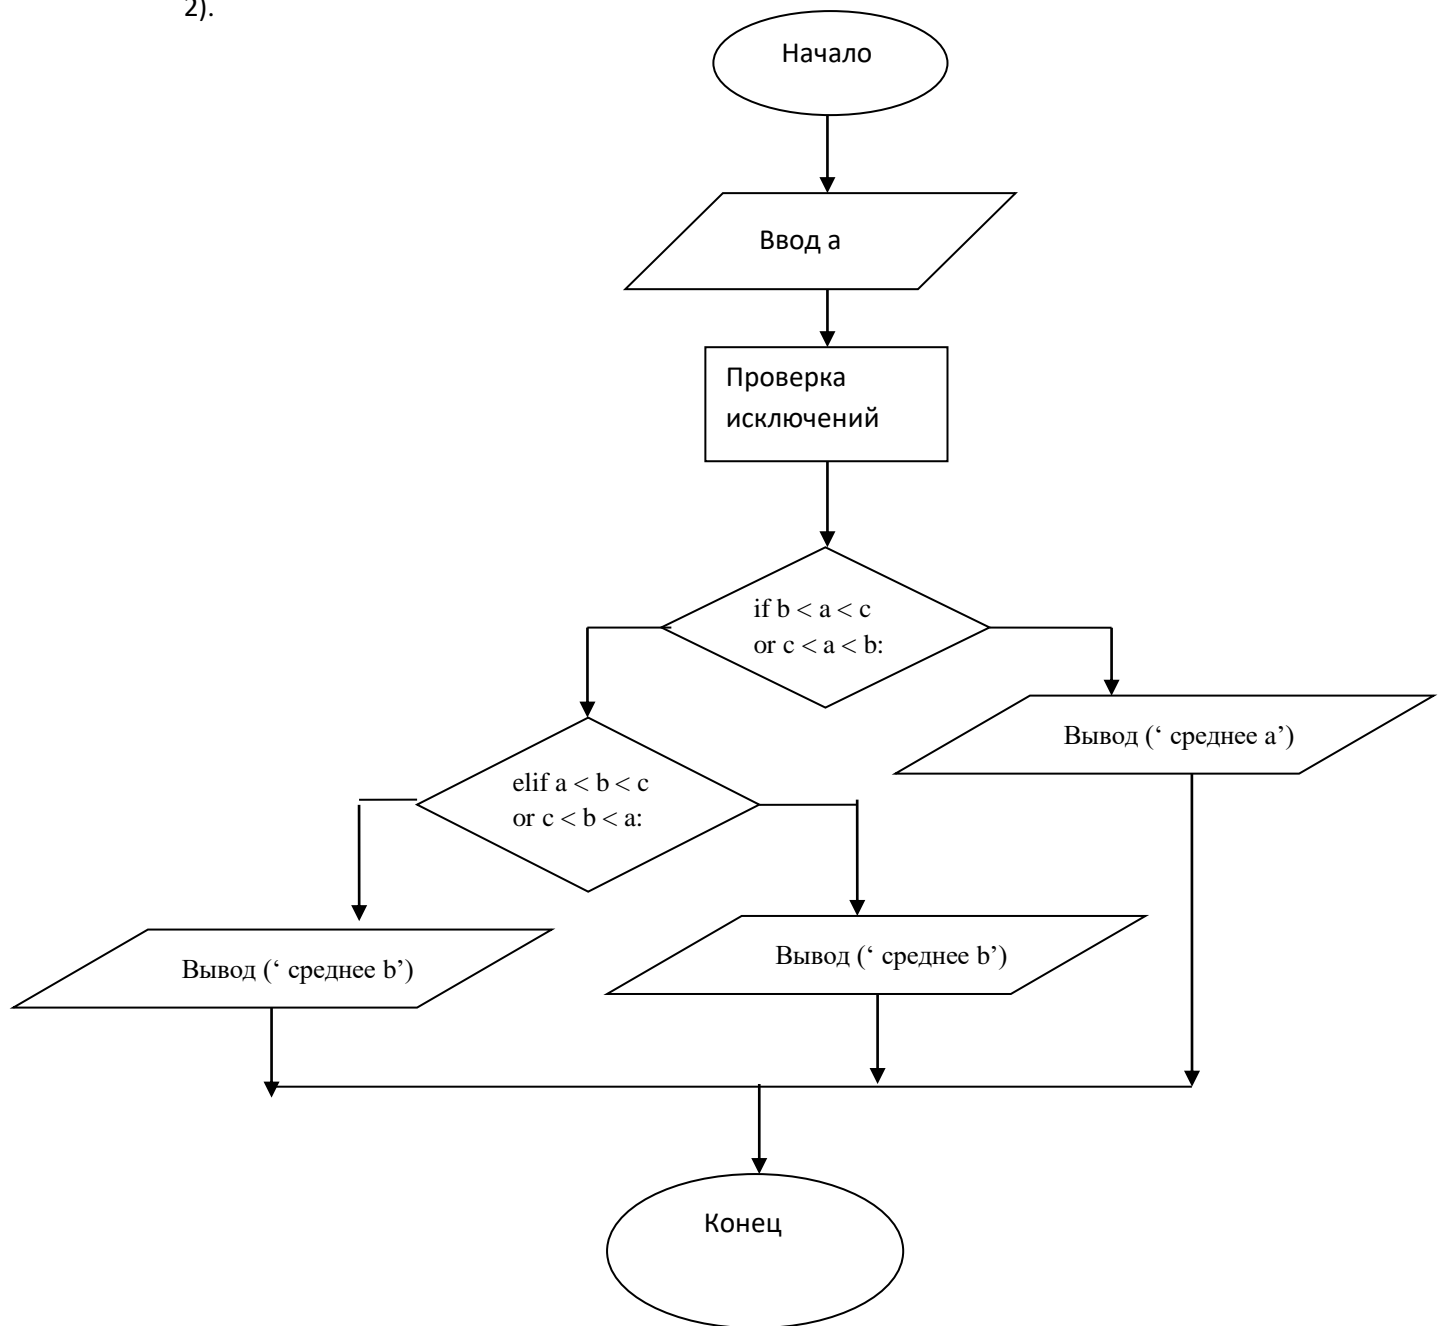 2).
Начало
Ввод а
Проверка
исключений
if b < a < c
or c < a < b:
Вывод (‘ среднее a’)
elif a < b < c
or c < b < a:
Вывод (‘ среднее b’)
Вывод (‘ среднее b’)
Конец